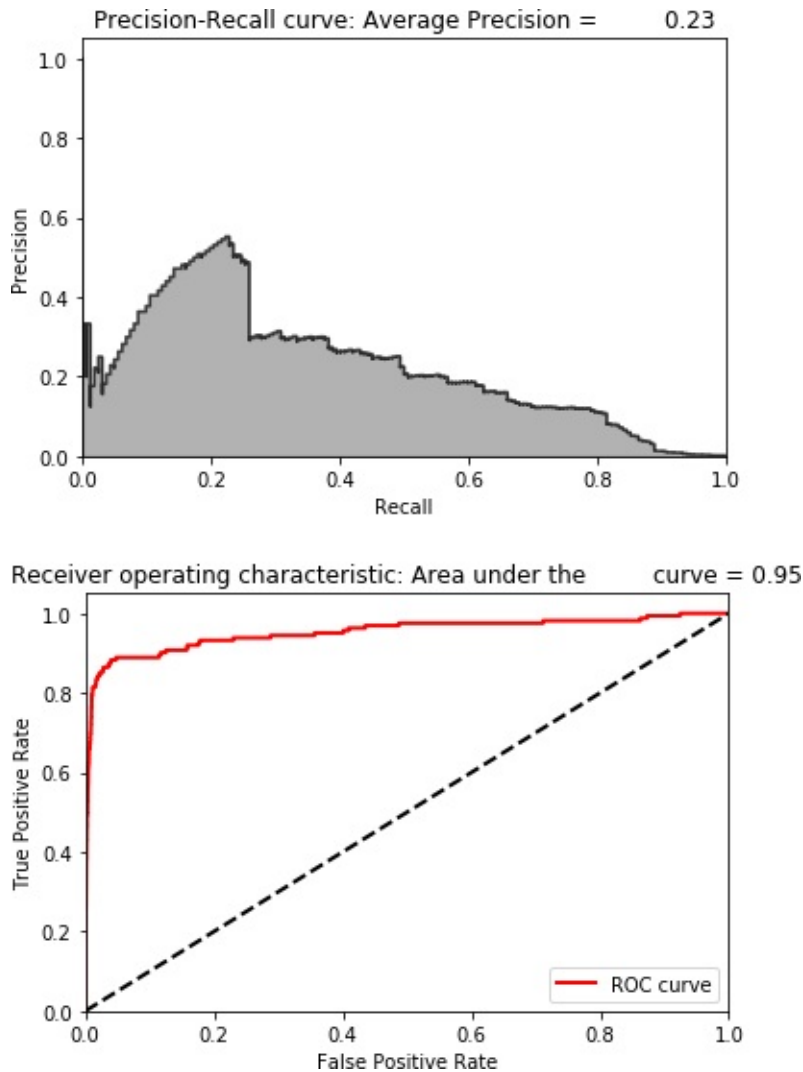 Precision-Recall curve: Average Precision = 0.23
1.0
0.8
0.6
0.4
0.2
0.0
Precision
0.0 0.2 0.4 0.6 0.8 1.0
Recall
Receiver operating characteristic: Area under the curve = 0.95
1.0
0.8
0.6
0.4
0.2
0.0
True Positive Rate
ROC curve
0.0 0.2 0.4 0.6 0.8 1.0
False Positive Rate